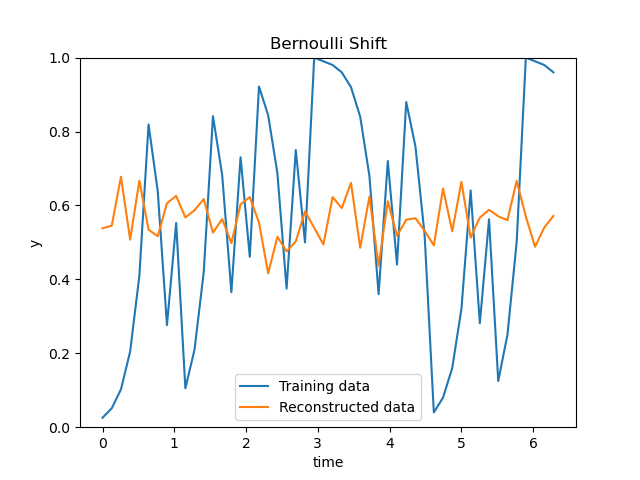 Bernoulli Shift
1.0
0.8
0.6
0.4
0.2
0.0
y
Training data
Reconstructed data
0 1 2 3 4 5 6
time